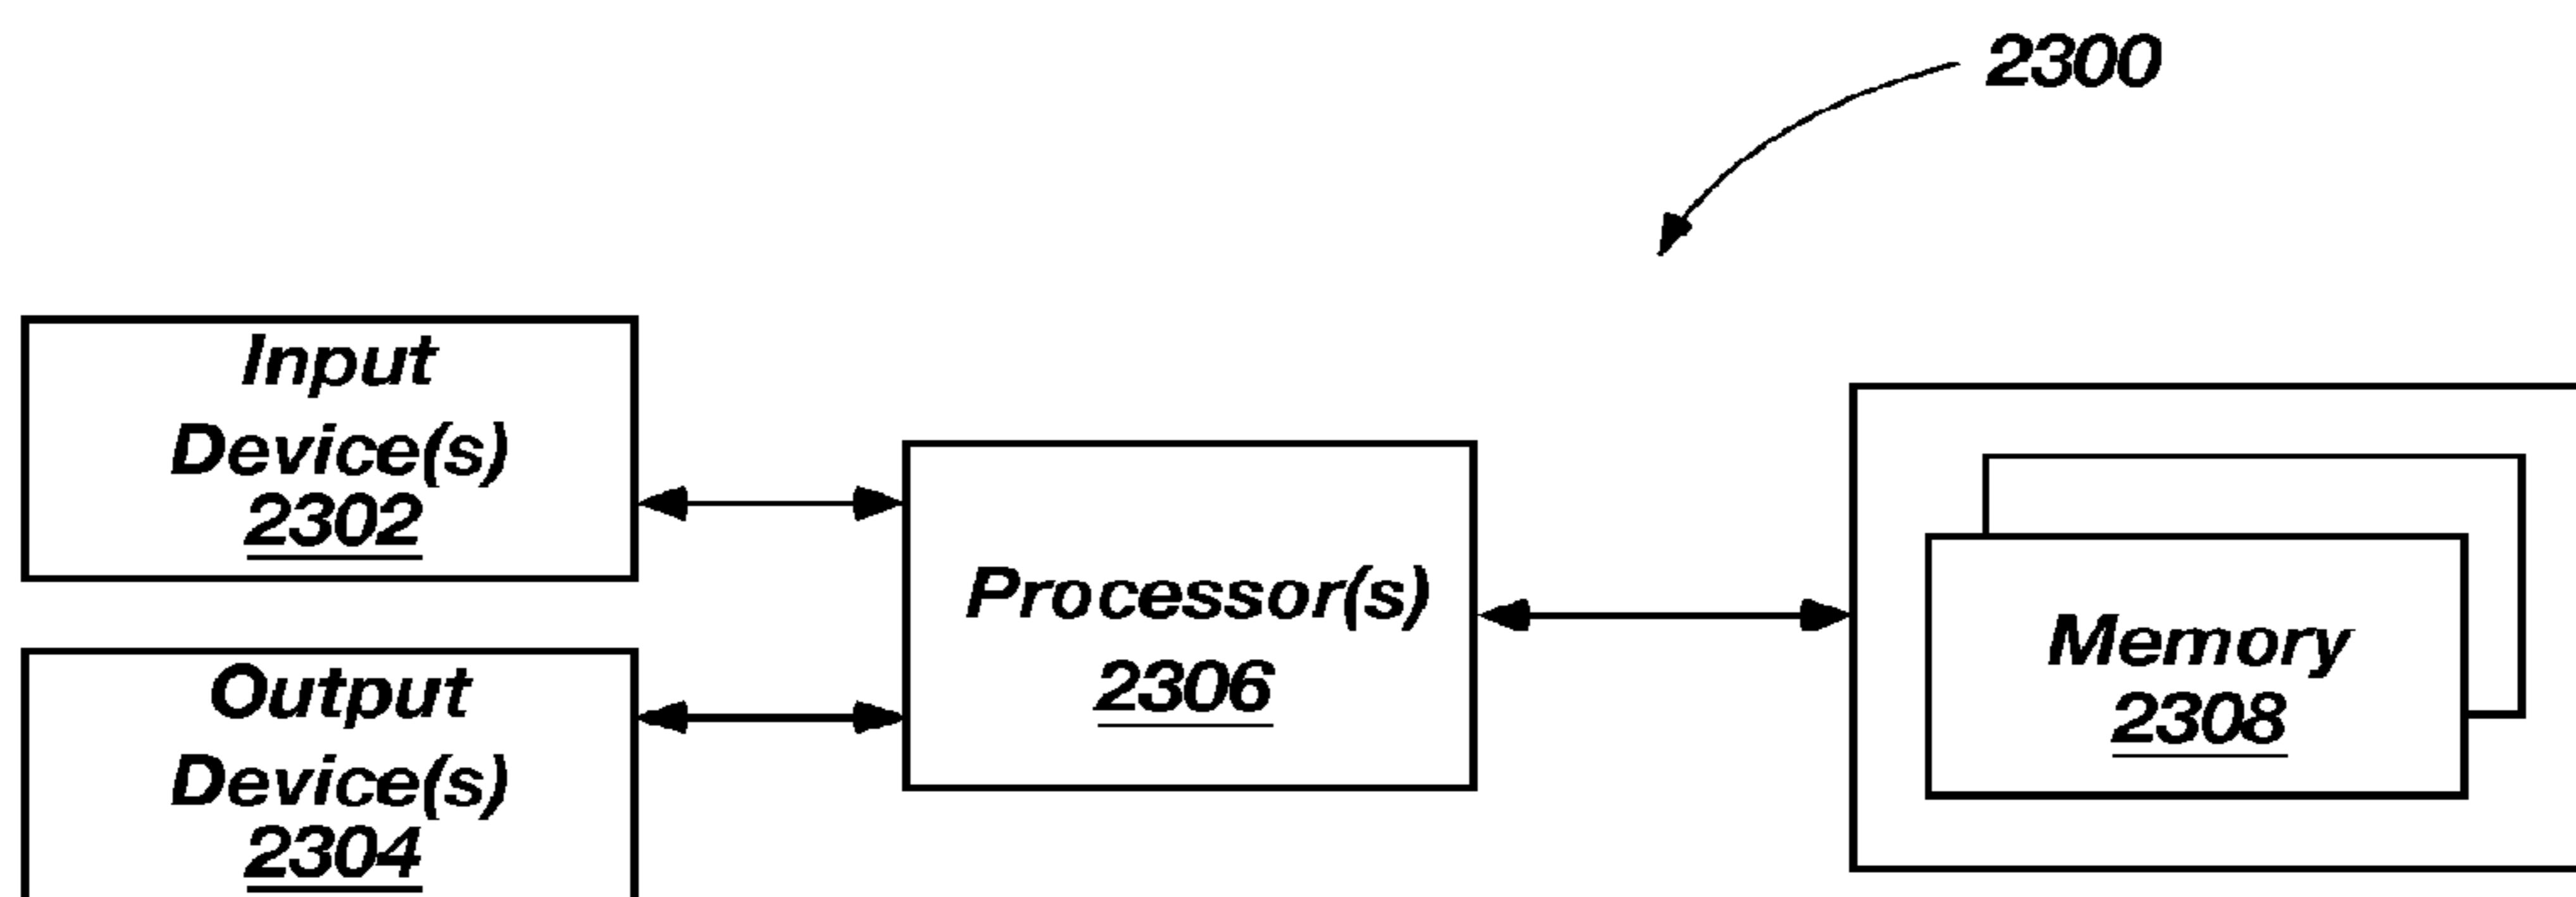 2300
Input
Device(s)
2302
Output
Device(s)
2304
Processor(s)
2306
Memory
2308